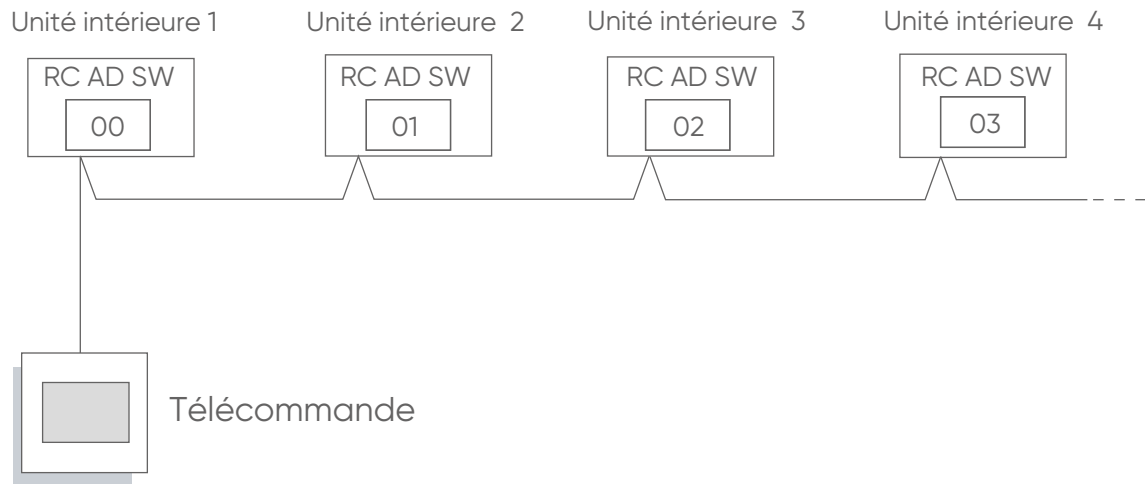 Unité intérieure 1
Unité intérieure 2
Unité intérieure 3
Unité intérieure 4
RC AD SW
00
RC AD SW
01
RC AD SW
02
RC AD SW
03
Télécommande